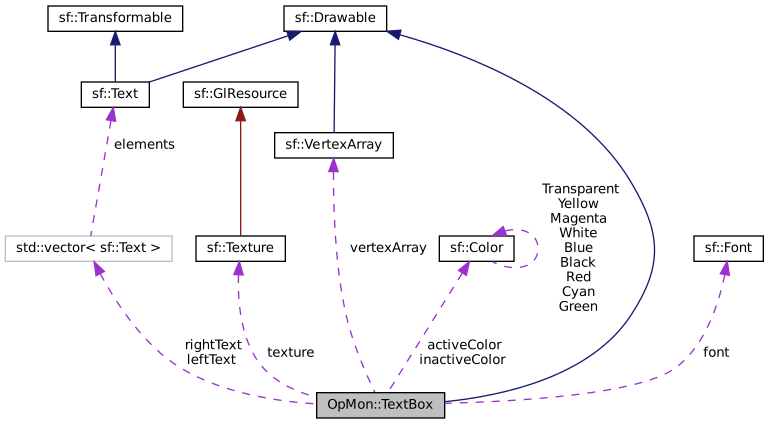 sf::Transformable
sf::Drawable
sf::Text
sf::GlResource
sf::VertexArray
elements
Transparent
Yellow
Magenta
White
Blue
Black
Red
Cyan
Green
std::vector< sf::Text >
sf::Texture
vertexArray
sf::Color
sf::Font
rightText
leftText
texture
activeColor
inactiveColor
font
OpMon::TextBox